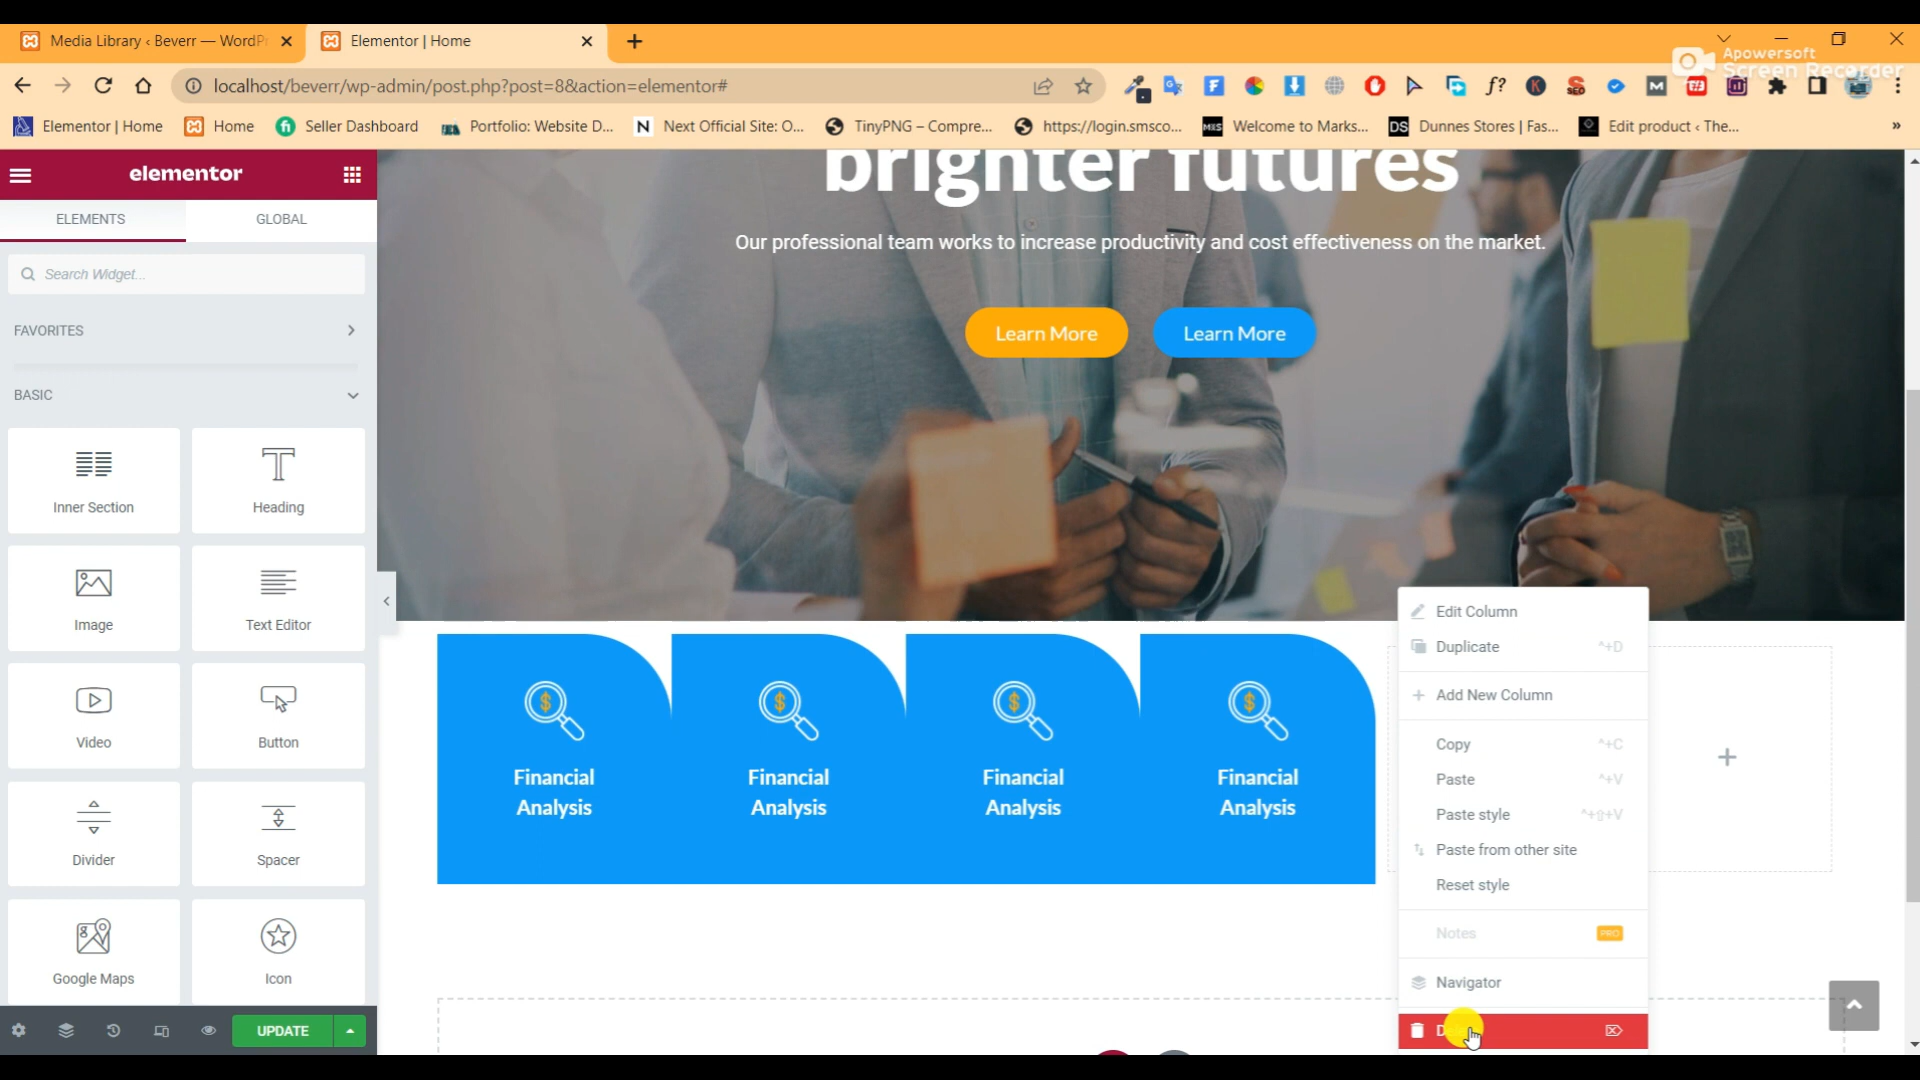 Media Library ‹ Beverr — WordPr
Elementor | Home
Apowersoft
Screen Recorder
localhost/beverr/wp-admin/post.php?post=8&action=elementor#
Elementor | Home
Home
Seller Dashboard
Portfolio: Website D...
Next Official Site: O...
TinyPNG – Compre...
https://login.smsco...
Welcome to Marks...
Dunnes Stores | Fas...
Edit product ‹ The...
elementor
ELEMENTS
GLOBAL
Search Widget...
FAVORITES
BASIC
Inner Section
Heading
Image
Text Editor
Video
Button
Divider
Spacer
Google Maps
Icon
UPDATE
brighter futures
Our professional team works to increase productivity and cost effectiveness on the market.
Learn More
Learn More
Financial
Analysis
Financial
Analysis
Financial
Analysis
Financial
Analysis
Edit Column
Duplicate ^+D
Add New Column
Copy ^+C
Paste ^+V
Paste style ^+⇧+V
Paste from other site
Reset style
Notes PRO
Navigator